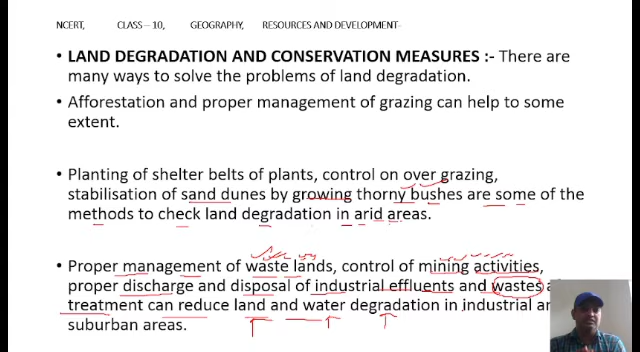 NCERT, CLASS – 10, GEOGRAPHY, RESOURCES AND DEVELOPMENT-
• LAND DEGRADATION AND CONSERVATION MEASURES :- There are
many ways to solve the problems of land degradation.
• Afforestation and proper management of grazing can help to some
extent.
• Planting of shelter belts of plants, control on over grazing,
stabilisation of sand dunes by growing thorny bushes are some of the
methods to check land degradation in arid areas.
• Proper management of waste lands, control of mining activities,
proper discharge and disposal of industrial effluents and wastes
treatment can reduce land and water degradation in industrial
suburban areas.